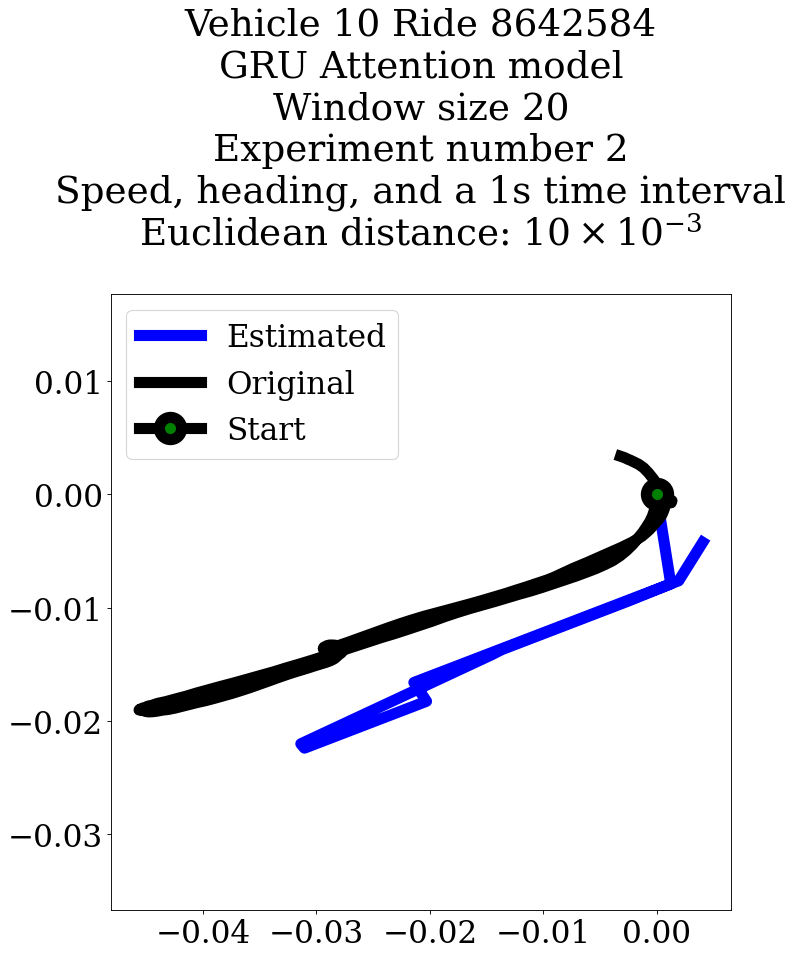 Vehicle 10 Ride 8642584
GRU Attention model
Window size 20
Experiment number 2
Speed, heading, and a 1s time interval
Euclidean distance: 10 × 10⁻³
Estimated
Original
Start
0.01
0.00
−0.01
−0.02
−0.03
−0.04 −0.03 −0.02 −0.01 0.00